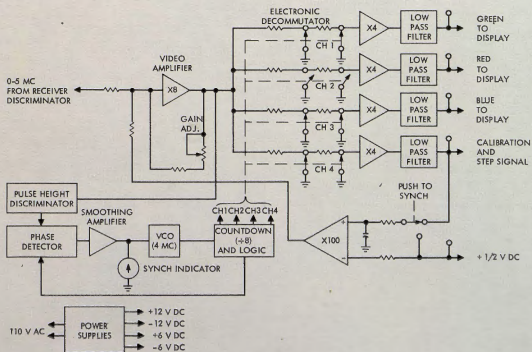 ELECTRONIC
DECOMMUTATOR
CH 1
X4
LOW
PASS
FILTER
GREEN
TO
DISPLAY
VIDEO
AMPLIFIER
X8
0-5 MC
FROM RECEIVER
DISCRIMINATOR
GAIN
ADJ.
CH 2
X4
LOW
PASS
FILTER
RED
TO
DISPLAY
CH 3
X4
LOW
PASS
FILTER
BLUE
TO
DISPLAY
CH 4
X4
LOW
PASS
FILTER
CALIBRATION
AND
STEP SIGNAL
PULSE HEIGHT
DISCRIMINATOR
SMOOTHING
AMPLIFIER
PHASE
DETECTOR
VCO
(4 MC)
CH1 CH2 CH3 CH4
COUNTDOWN
(÷8)
AND LOGIC
SYNCH INDICATOR
PUSH TO
SYNCH
X100
+
−
+ 1/2 V DC
110 V AC
POWER
SUPPLIES
+12 V DC
−12 V DC
+6 V DC
−6 V DC